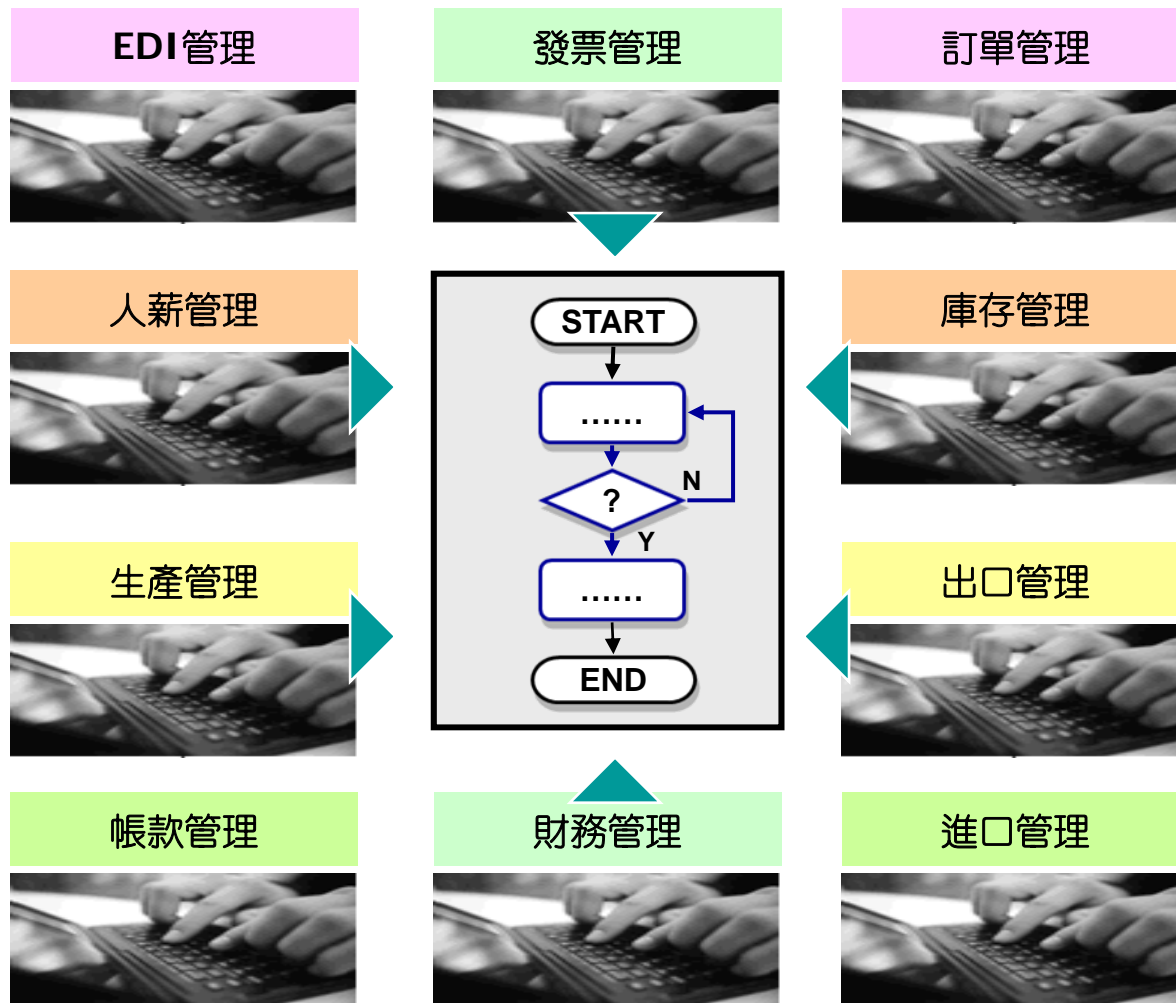 EDI管理
發票管理
訂單管理
人薪管理
庫存管理
START
......
N
?
Y
......
END
生產管理
出口管理
帳款管理
財務管理
進口管理